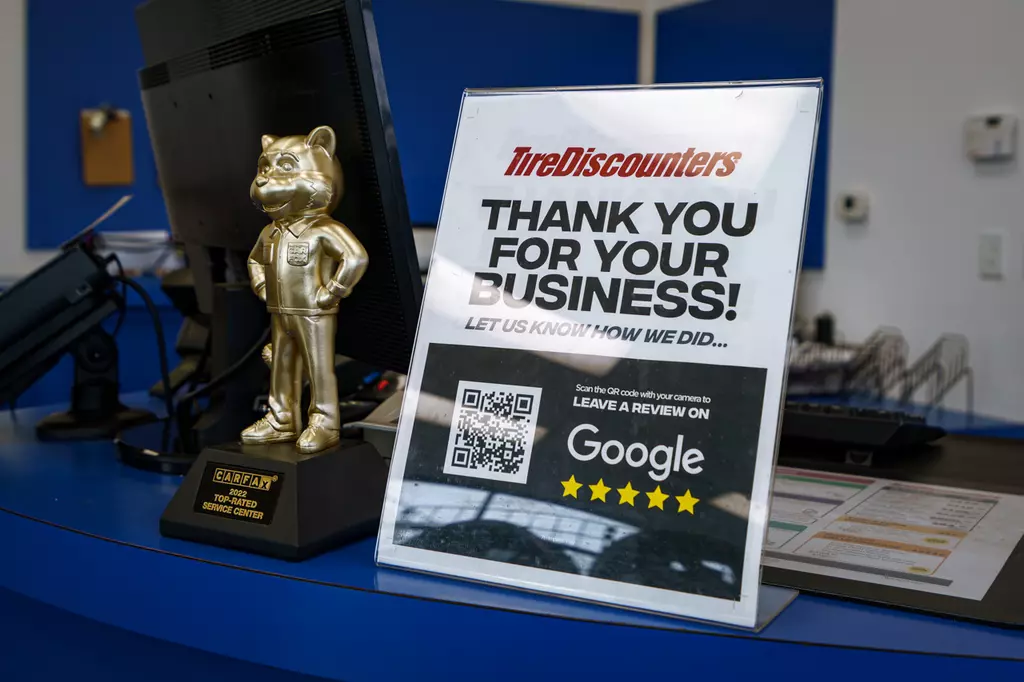 TireDiscounters
THANK YOU
FOR YOUR
BUSINESS!
LET US KNOW HOW WE DID...
Scan the QR code with your camera to
LEAVE A REVIEW ON
Google
CARFAX
2022
TOP-RATED
SERVICE CENTER